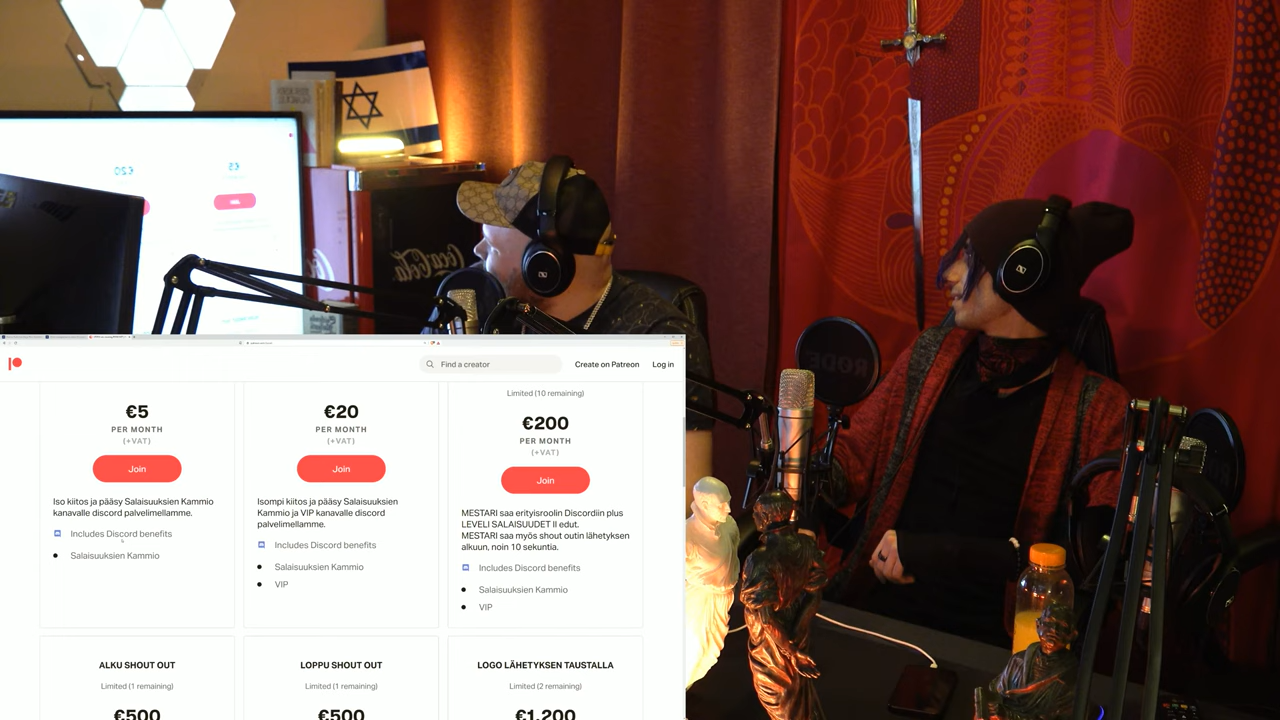 Find a creator
Create on Patreon
Log in
€5
PER MONTH
(+VAT)
Join
Iso kiitos ja pääsy Salaisuuksien Kammio
kanavalle discord palvelimellamme.
Includes Discord benefits
Salaisuuksien Kammio
€20
PER MONTH
(+VAT)
Join
Isompi kiitos ja pääsy Salaisuuksien
Kammio ja VIP kanavalle discord
palvelimellamme.
Includes Discord benefits
Salaisuuksien Kammio
VIP
Limited (10 remaining)
€200
PER MONTH
(+VAT)
Join
MESTARI saa erityisroolin Discordiin plus
LEVELI SALAISUUDET II edut.
MESTARI saa myös shout outin lähetyksen
alkuun, noin 10 sekuntia.
Includes Discord benefits
Salaisuuksien Kammio
VIP
ALKU SHOUT OUT
Limited (1 remaining)
€500
LOPPU SHOUT OUT
Limited (1 remaining)
€500
LOGO LÄHETYKSEN TAUSTALLA
Limited (2 remaining)
€1,200
€20
€5
Coca-Cola
RODE